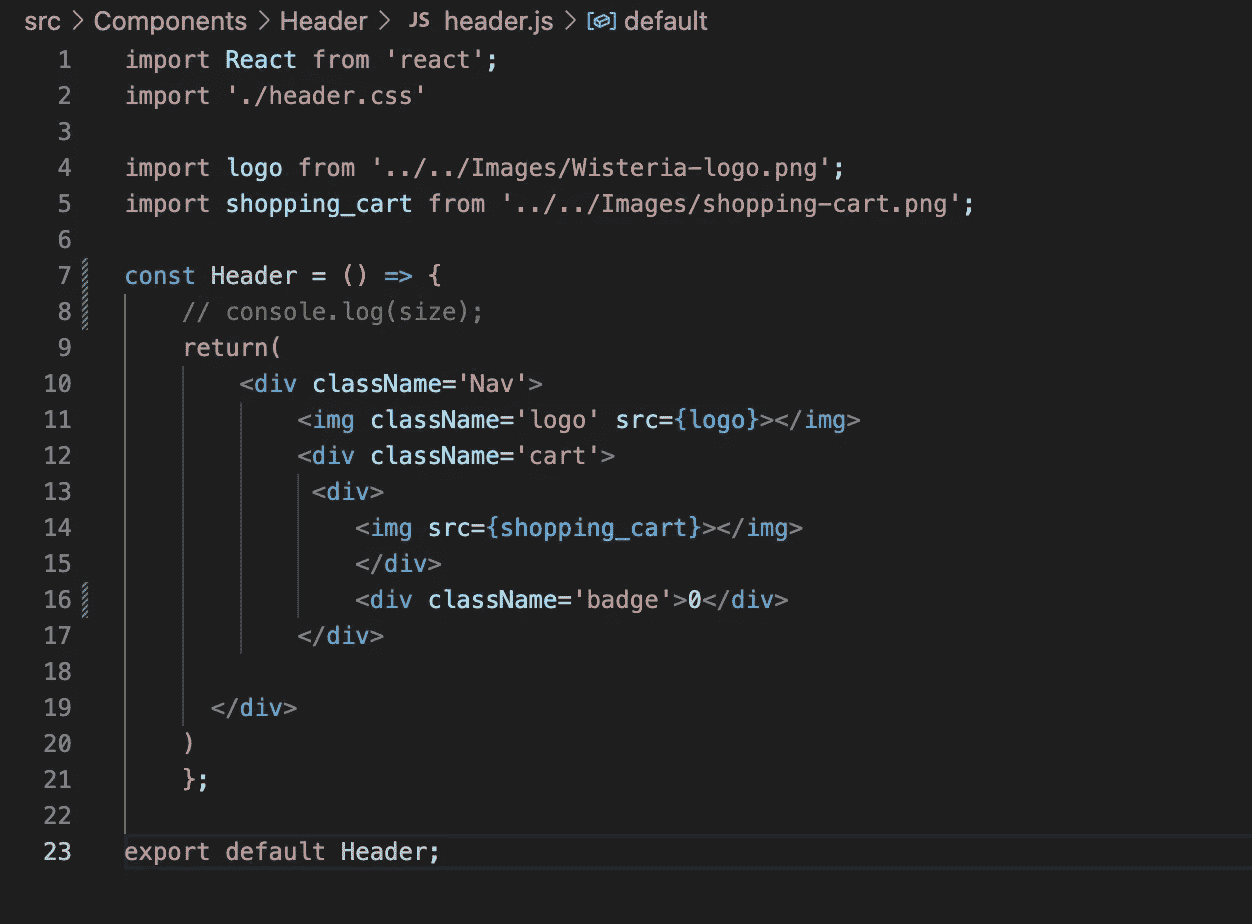 src > Components > Header > JS header.js > default
1 import React from 'react';
2 import './header.css'
3
4 import logo from '../../Images/Wisteria-logo.png';
5 import shopping_cart from '../../Images/shopping-cart.png';
6
7 const Header = () => {
8     // console.log(size);
9     return(
10         <div className='Nav'>
11             <img className='logo' src={logo}></img>
12             <div className='cart'>
13              <div>
14                 <img src={shopping_cart}></img>
15                 </div>
16                 <div className='badge'>0</div>
17             </div>
18
19       </div>
20     )
21     };
22
23 export default Header;